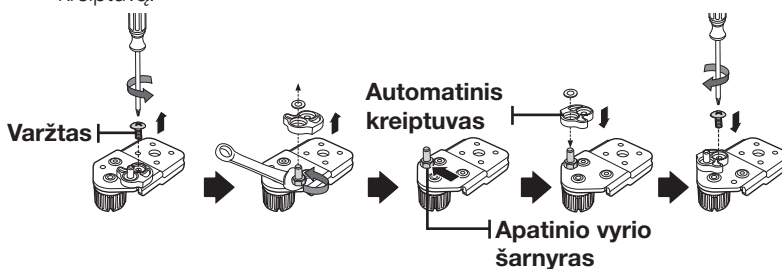 kreiptuvą.
Varžtas
Automatinis
kreiptuvas
Apatinio vyrio
šarnyras